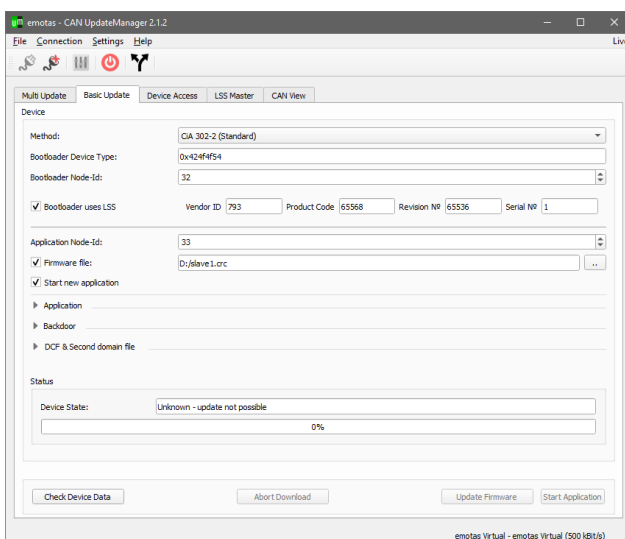 emotas - CAN UpdateManager 2.1.2
File Connection Settings Help
Multi Update Basic Update Device Access LSS Master CAN View
Device
Method: CiA 302-2 (Standard)
Bootloader Device Type: 0x424f4f54
Bootloader Node-Id: 32
Bootloader uses LSS Vendor ID 793 Product Code 65568 Revision Nº 65536 Serial Nº 1
Application Node-Id: 33
Firmware file: D:/slave1.crc ..
Start new application
Application
Backdoor
DCF & Second domain file
Status
Device State: Unknown - update not possible
0%
Check Device Data Abort Download Update Firmware Start Application
emotas Virtual - emotas Virtual (500 kBit/s)